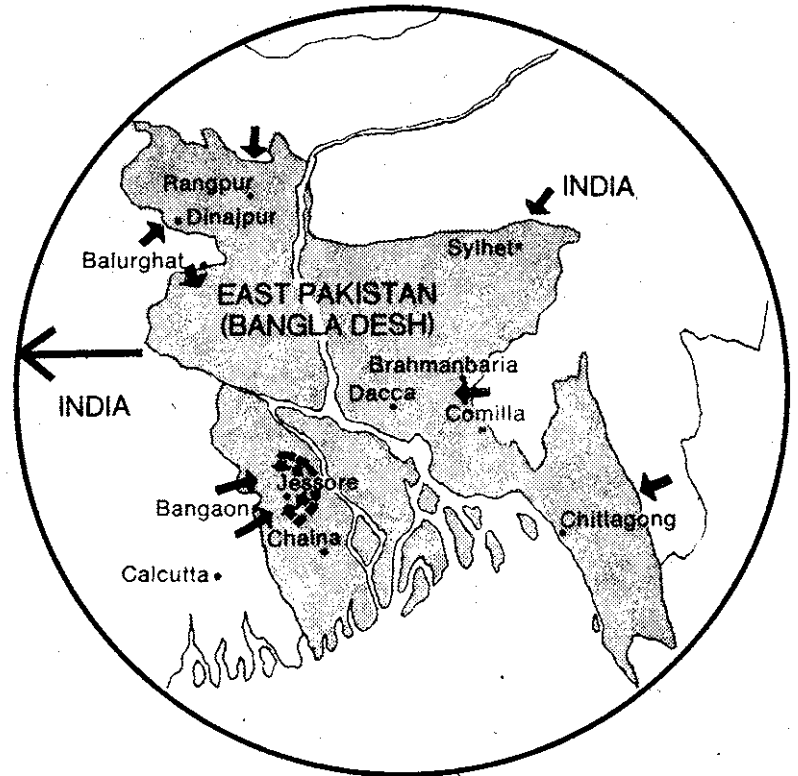 Rangpur
INDIA
Dinajpur
Sylhet
Balurghat
EAST PAKISTAN
(BANGLA DESH)
Brahmanbaria
Dacca
INDIA
Comilla
Jessore
Bangaon
Chittagong
Chalna
Calcutta